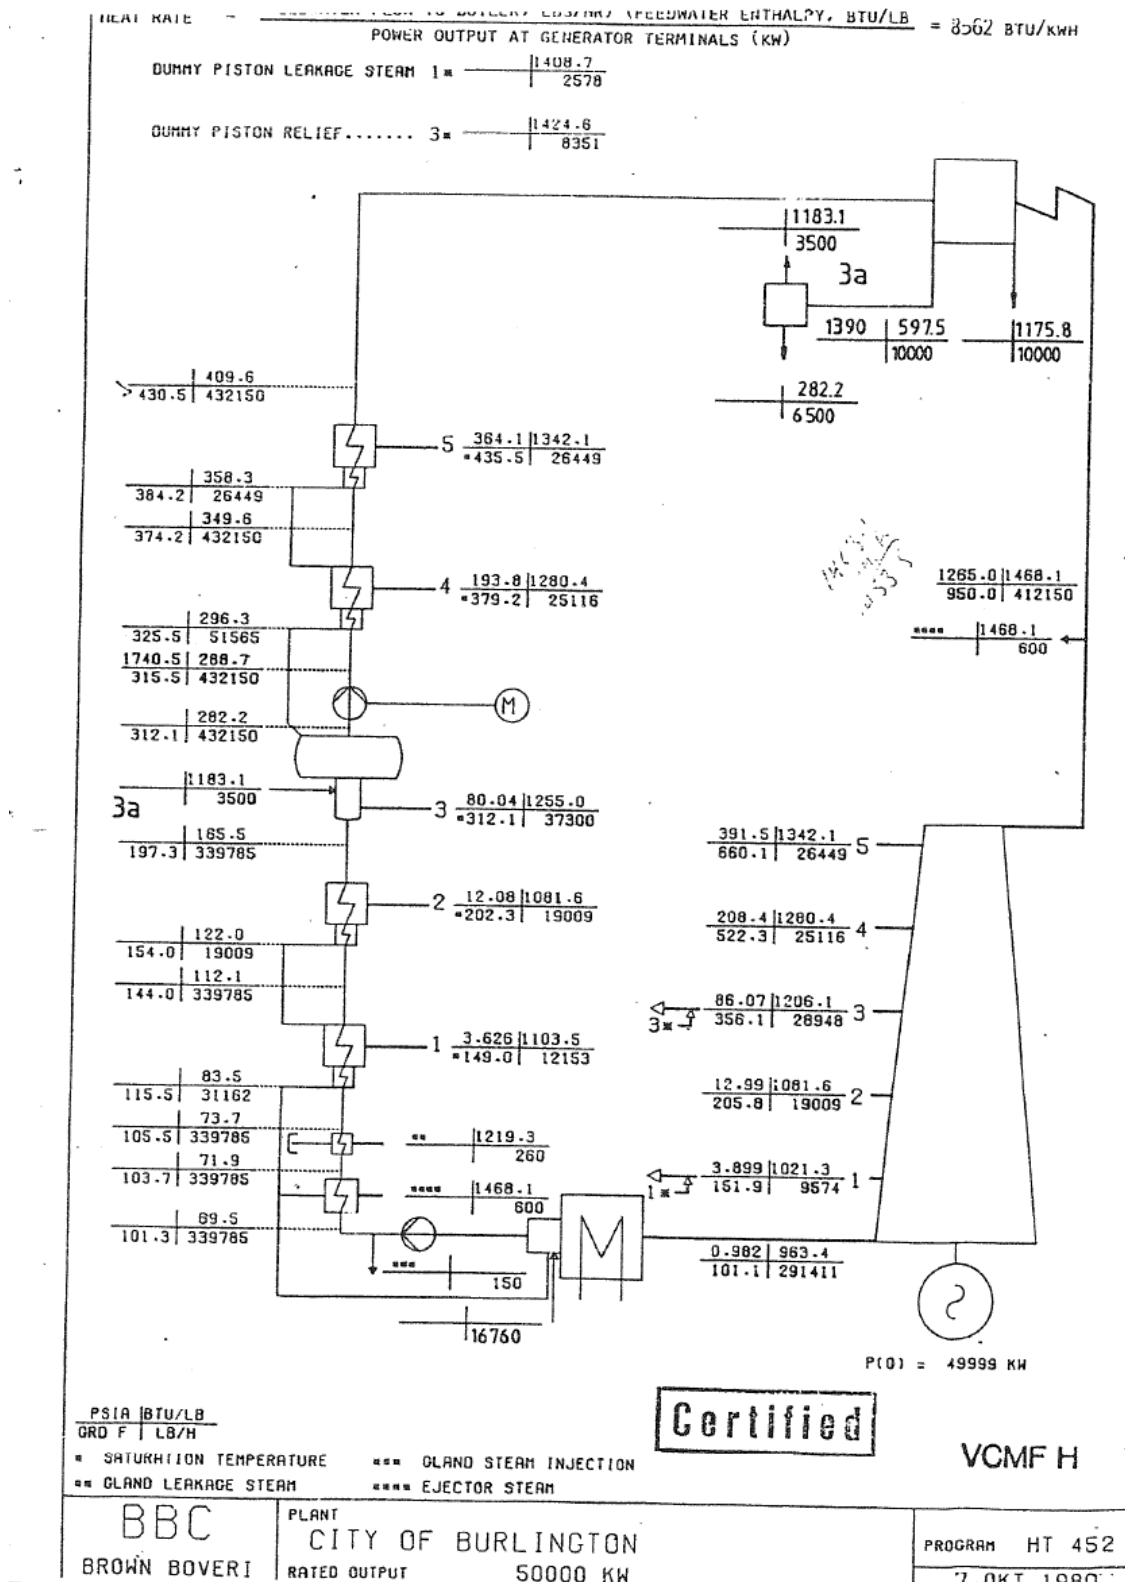 HEAT RATE = (FEEDWATER ENTHALPY, BTU/LB = 8562 BTU/KWH
POWER OUTPUT AT GENERATOR TERMINALS (KW)
DUMMY PISTON LEAKAGE STEAM 1* 1408.7
2578
DUMMY PISTON RELIEF....... 3* 1424.6
8351
1183.1
3500
3a
1390 597.5
10000
1175.8
10000
282.2
6500
409.6
430.5 432150
5 364.1 1342.1
*435.5 26449
358.3
384.2 26449
349.6
374.2 432150
4 193.8 1280.4
*379.2 25116
1265.0 1468.1
950.0 412150
**** 1468.1
600
296.3
325.5 51565
1740.5 288.7
315.5 432150
M
282.2
312.1 432150
1183.1
3500
3a
3 80.04 1255.0
*312.1 37300
165.5
197.3 339785
391.5 1342.1
660.1 26449 5
2 12.08 1081.6
*202.3 19009
208.4 1280.4
522.3 25116 4
122.0
154.0 19009
112.1
144.0 339785
86.07 1206.1
356.1 28948 3
3*
1 3.626 1103.5
*149.0 12153
83.5
115.5 31162
12.99 1081.6
205.8 19009 2
73.7
105.5 339785
** 1219.3
260
71.9
103.7 339785
**** 1468.1
600
3.899 1021.3
151.9 9574 1
1*
69.5
101.3 339785
0.982 963.4
101.1 291411
***
150
16760
P(0) = 49999 KW
Certified
PSIA BTU/LB
GRD F LB/H
* SATURATION TEMPERATURE *** GLAND STEAM INJECTION
** GLAND LEAKAGE STEAM **** EJECTOR STEAM
VCMF H
BBC
BROWN BOVERI
PLANT
CITY OF BURLINGTON
RATED OUTPUT 50000 KW
PROGRAM HT 452
7 OKT 1980